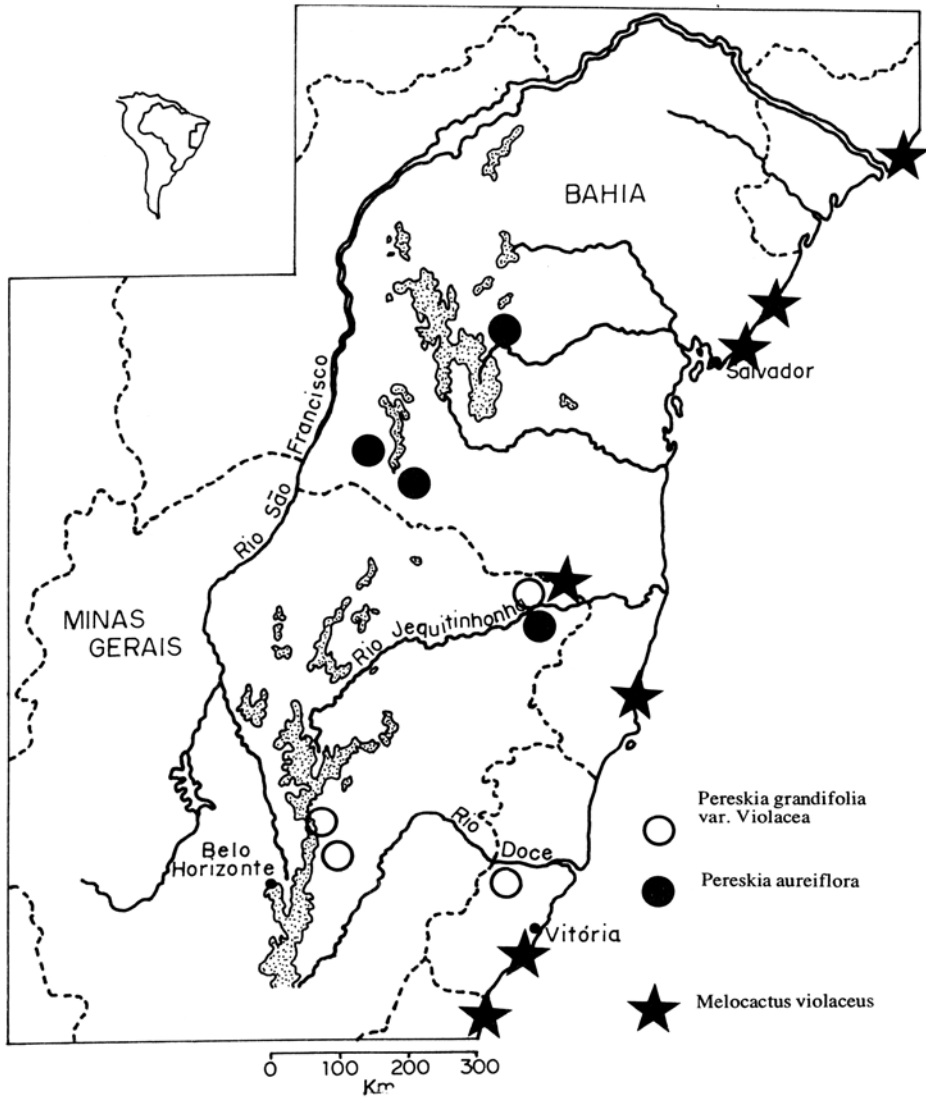 BAHIA
Salvador
Rio São Francisco
MINAS
GERAIS
Rio Jequitinhonha
Pereskia grandifolia
var. Violacea
Rio Doce
Belo
Horizonte
Pereskia aureiflora
Vitória
Melocactus violaceus
0 100 200 300
Km